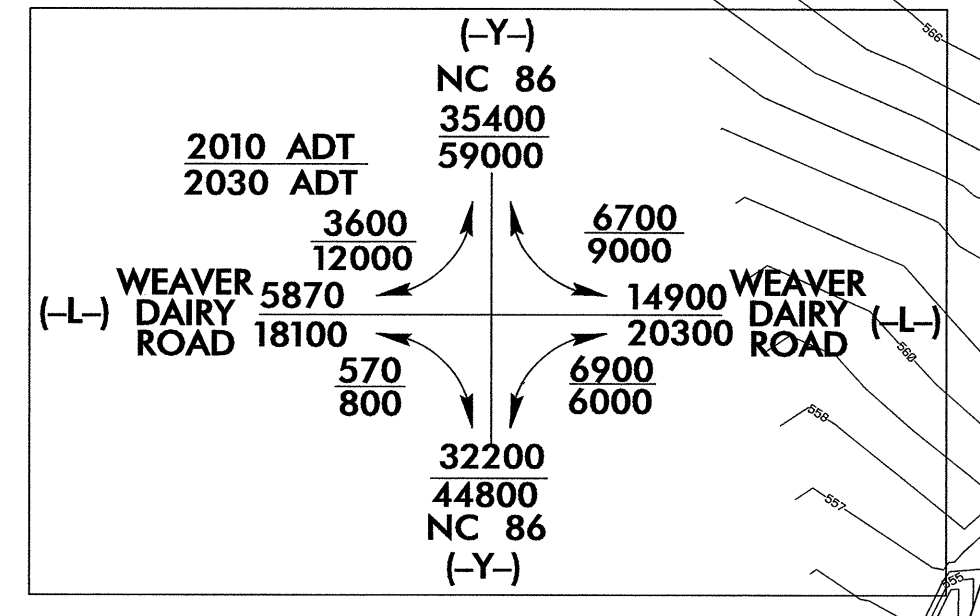 (–Y–)
NC 86
35400
59000
2010 ADT
2030 ADT
3600
12000
6700
9000
(–L–)
WEAVER
DAIRY
ROAD
5870
18100
14900
20300
WEAVER
DAIRY
ROAD
(–L–)
570
800
6900
6000
32200
44800
NC 86
(–Y–)
566
560
558
557
555